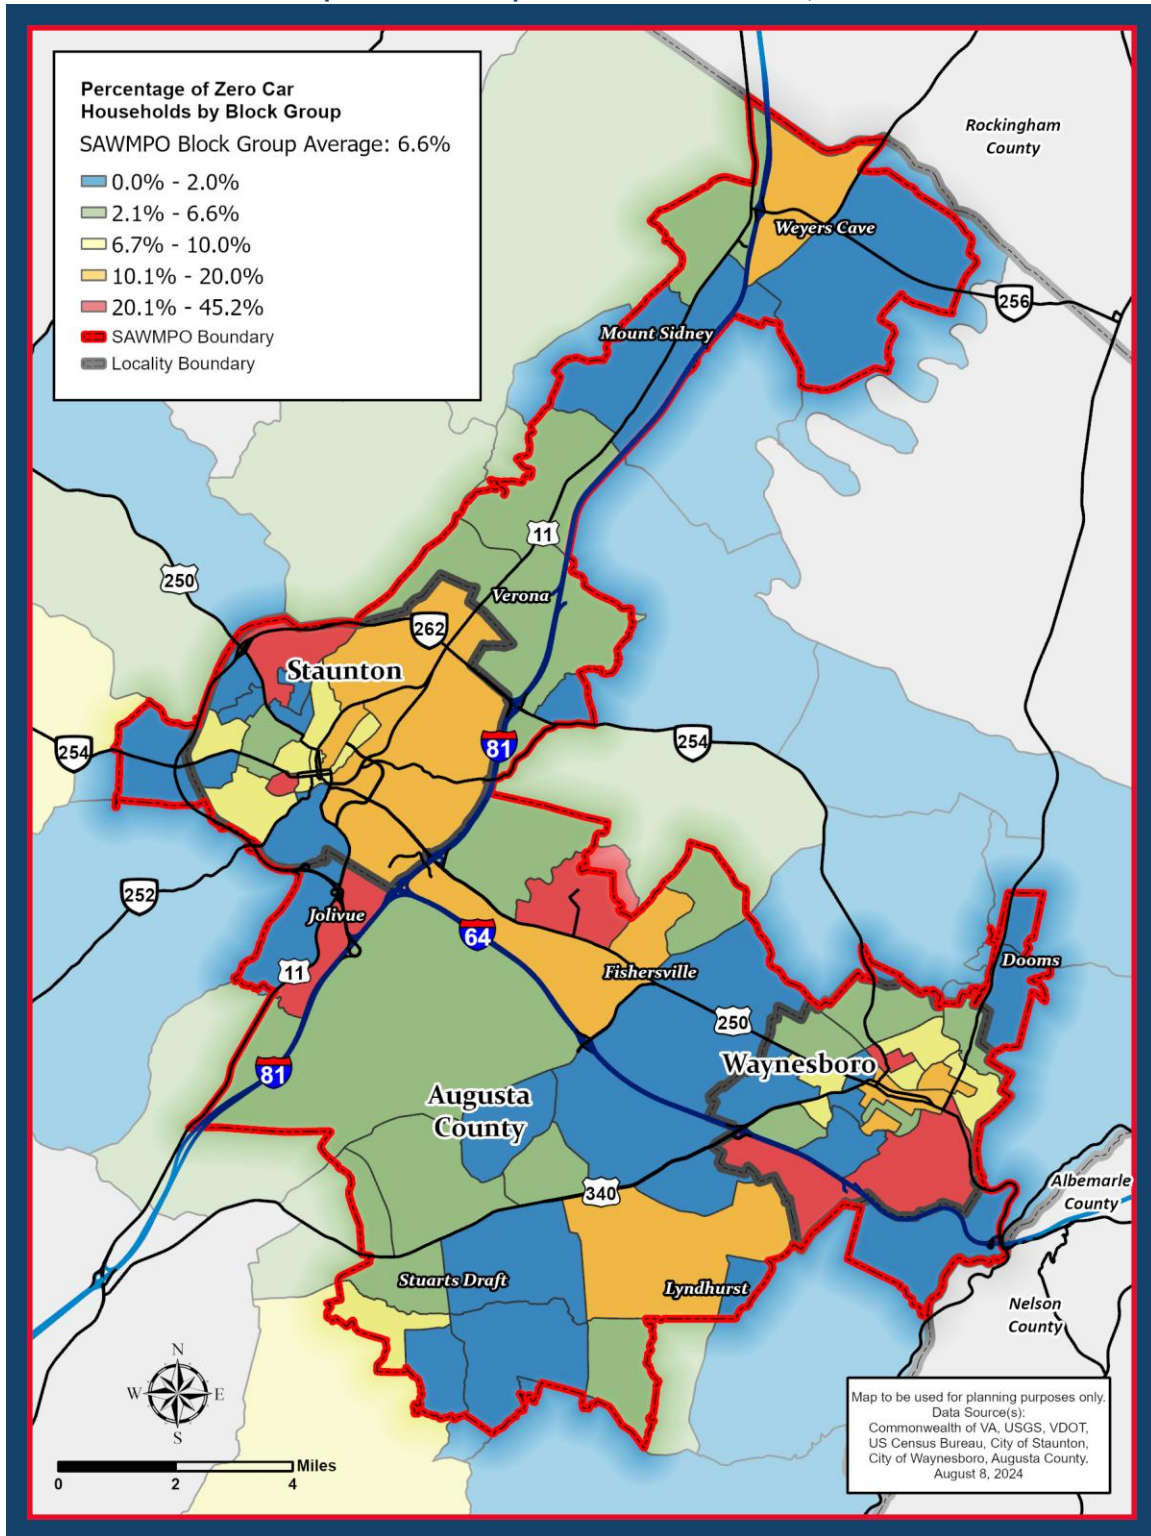 Percentage of Zero Car
Households by Block Group
SAWMPO Block Group Average: 6.6%
0.0% - 2.0%
2.1% - 6.6%
6.7% - 10.0%
10.1% - 20.0%
20.1% - 45.2%
SAWMPO Boundary
Locality Boundary
Rockingham
County
Weyers Cave
256
Mount Sidney
11
250
Verona
262
Staunton
254
81
254
252
Jolivue
64
11
Fishersville
Dooms
250
Waynesboro
81
Augusta
County
340
Albemarle
County
Stuarts Draft
Lyndhurst
Nelson
County
N
W
E
S
Miles
0
2
4
Map to be used for planning purposes only.
Data Source(s):
Commonwealth of VA, USGS, VDOT,
US Census Bureau, City of Staunton,
City of Waynesboro, Augusta County.
August 8, 2024